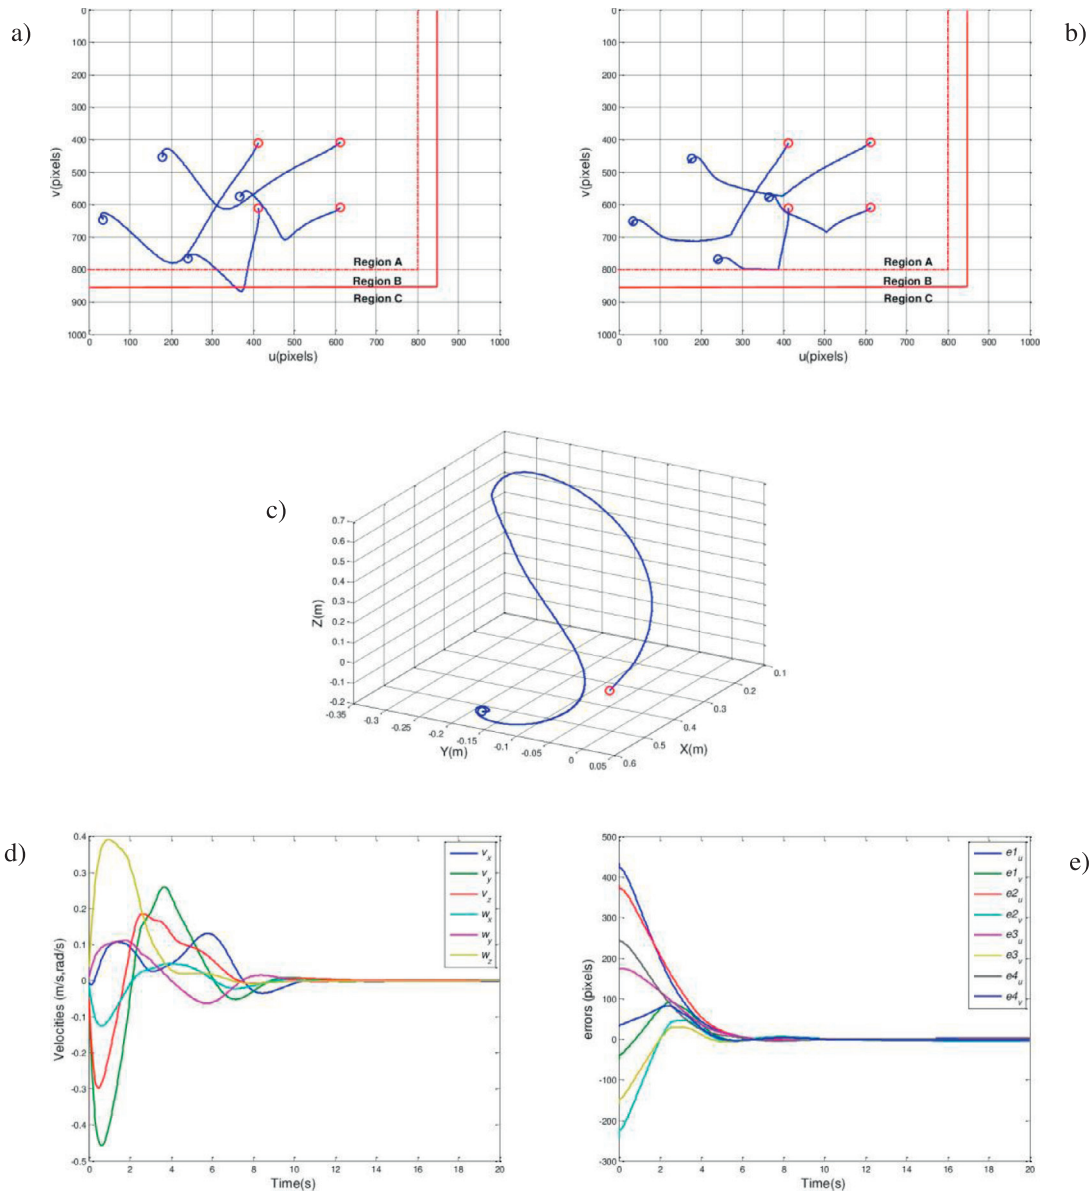 a)
v(pixels)
0
100
200
300
400
500
600
700
800
900
1000
Region A
Region B
Region C
0 100 200 300 400 500 600 700 800 900 1000
u(pixels)
b)
v(pixels)
0
100
200
300
400
500
600
700
800
900
1000
Region A
Region B
Region C
0 100 200 300 400 500 600 700 800 900 1000
u(pixels)
c)
Z(m)
0.7
0.6
0.5
0.4
0.3
0.2
0.1
0
-0.1
-0.2
-0.35 -0.3 -0.25 -0.2 -0.15 -0.1 -0.05 0 0.05
Y(m)
0.6 0.5 0.4 0.3 0.2 0.1
X(m)
d)
Velocities (m/s,rad/s)
0.4
0.3
0.2
0.1
0
-0.1
-0.2
-0.3
-0.4
-0.5
v_x
v_y
v_z
w_x
w_y
w_z
0 2 4 6 8 10 12 14 16 18 20
Time(s)
e)
errors (pixels)
500
400
300
200
100
0
-100
-200
-300
e1_u
e1_v
e2_u
e2_v
e3_u
e3_v
e4_u
e4_v
0 2 4 6 8 10 12 14 16 18 20
Time(s)